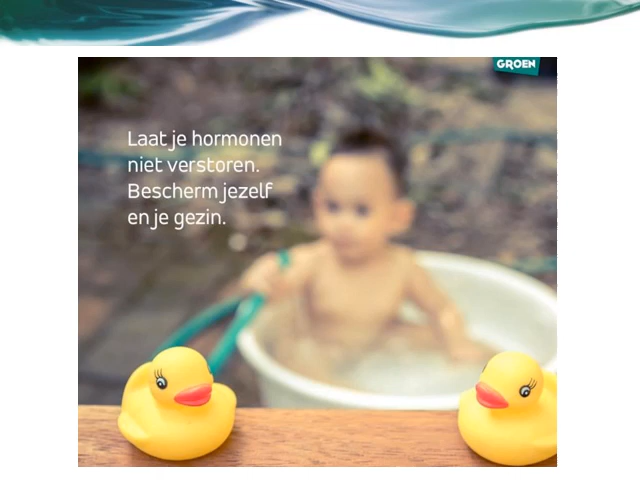 GROEN
Laat je hormonen
niet verstoren.
Bescherm jezelf
en je gezin.